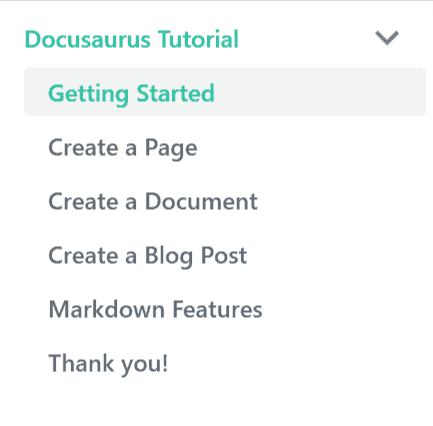 Docusaurus Tutorial
Getting Started
Create a Page
Create a Document
Create a Blog Post
Markdown Features
Thank you!